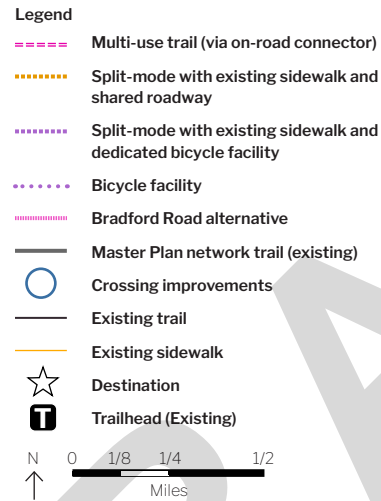 Legend
Multi-use trail (via on-road connector)
Split-mode with existing sidewalk and
shared roadway
Split-mode with existing sidewalk and
dedicated bicycle facility
Bicycle facility
Bradford Road alternative
Master Plan network trail (existing)
Crossing improvements
Existing trail
Existing sidewalk
Destination
T Trailhead (Existing)
N 0 1/8 1/4 1/2
Miles